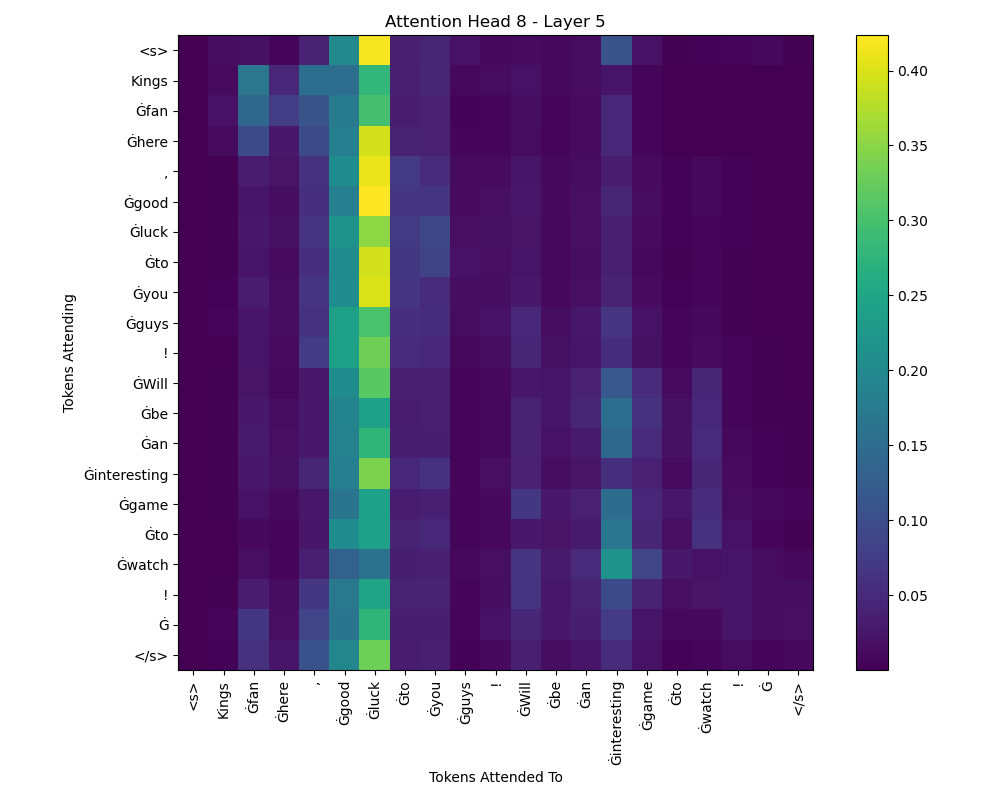 Attention Head 8 - Layer 5
<s>
Kings
Ġfan
Ġhere
,
Ġgood
Ġluck
Ġto
Ġyou
Ġguys
!
ĠWill
Ġbe
Ġan
Ġinteresting
Ġgame
Ġto
Ġwatch
!
Ġ
</s>
Tokens Attending
<s>
Kings
Ġfan
Ġhere
,
Ġgood
Ġluck
Ġto
Ġyou
Ġguys
!
ĠWill
Ġbe
Ġan
Ġinteresting
Ġgame
Ġto
Ġwatch
!
Ġ
</s>
Tokens Attended To
0.40
0.35
0.30
0.25
0.20
0.15
0.10
0.05